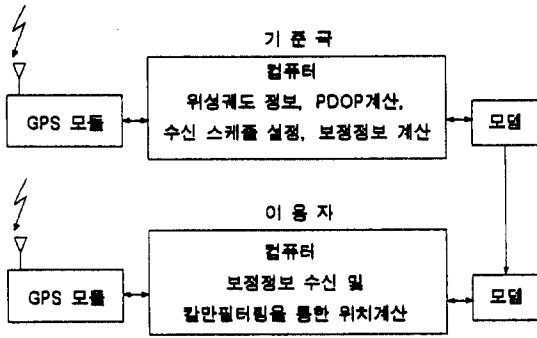 기 준 국
컴퓨터
위성궤도 정보, PDOP계산,
수신 스케쥴 설정, 보정정보 계산
GPS 모듈
모뎀
이 용 자
컴퓨터
보정정보 수신 및
칼만필터링을 통한 위치계산
GPS 모듈
모뎀